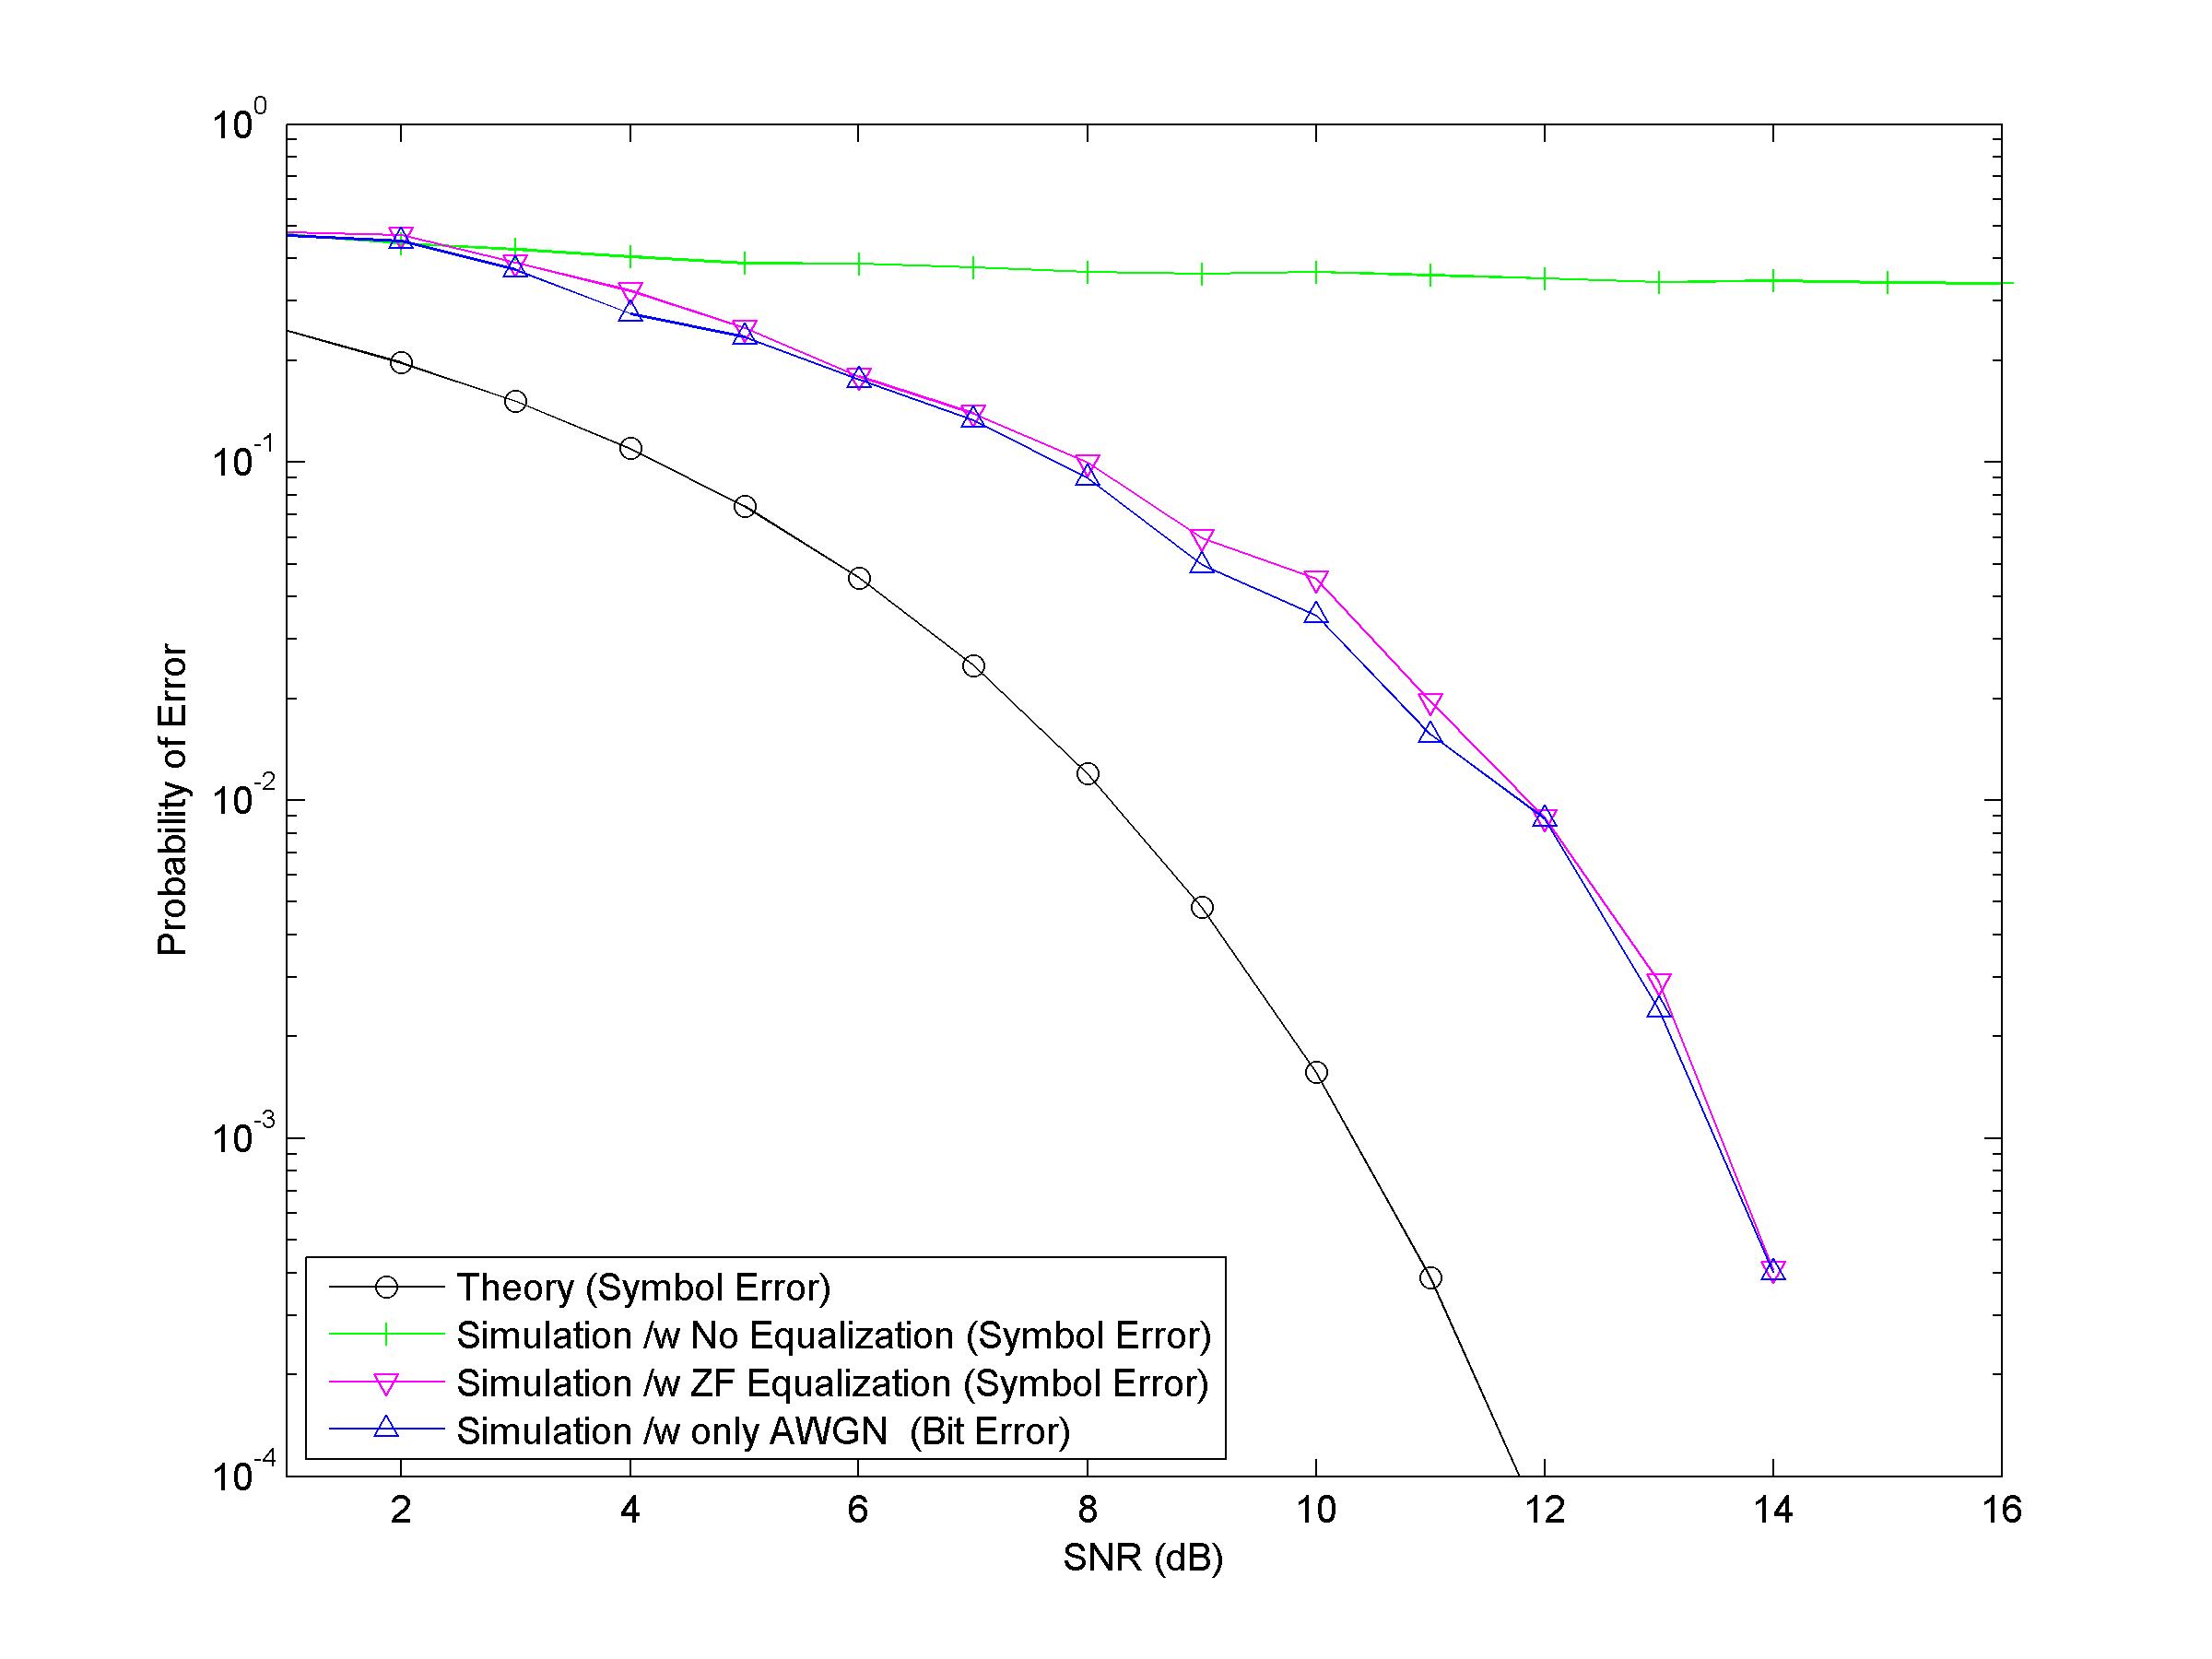 10^0
10^-1
10^-2
10^-3
10^-4
Probability of Error
Theory (Symbol Error)
Simulation /w No Equalization (Symbol Error)
Simulation /w ZF Equalization (Symbol Error)
Simulation /w only AWGN  (Bit Error)
2 4 6 8 10 12 14 16
SNR (dB)